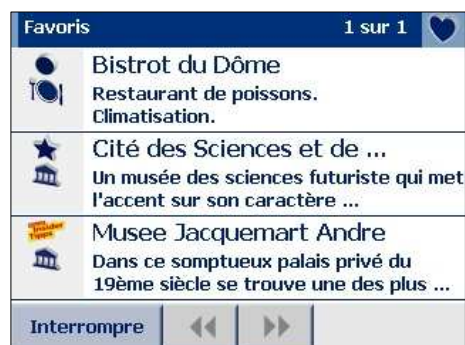 Favoris 1 sur 1
Bistrot du Dôme
Restaurant de poissons.
Climatisation.
Cité des Sciences et de ...
Un musée des sciences futuriste qui met
l'accent sur son caractère ...
Insider
Tipps
Musee Jacquemart Andre
Dans ce somptueux palais privé du
19ème siècle se trouve une des plus ...
Interrompre